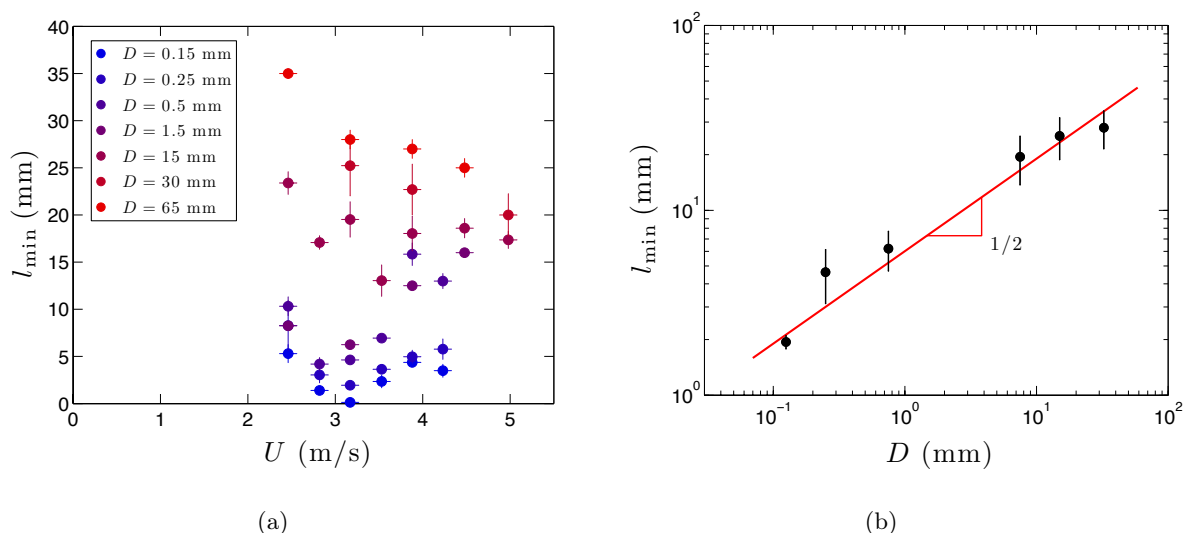 40
35
30
25
20
15
10
5
0
l_min (mm)
D = 0.15 mm
D = 0.25 mm
D = 0.5 mm
D = 1.5 mm
D = 15 mm
D = 30 mm
D = 65 mm
0 1 2 3 4 5
U (m/s)
(a)
10^2
10^1
10^0
l_min (mm)
1/2
10^-1 10^0 10^1 10^2
D (mm)
(b)